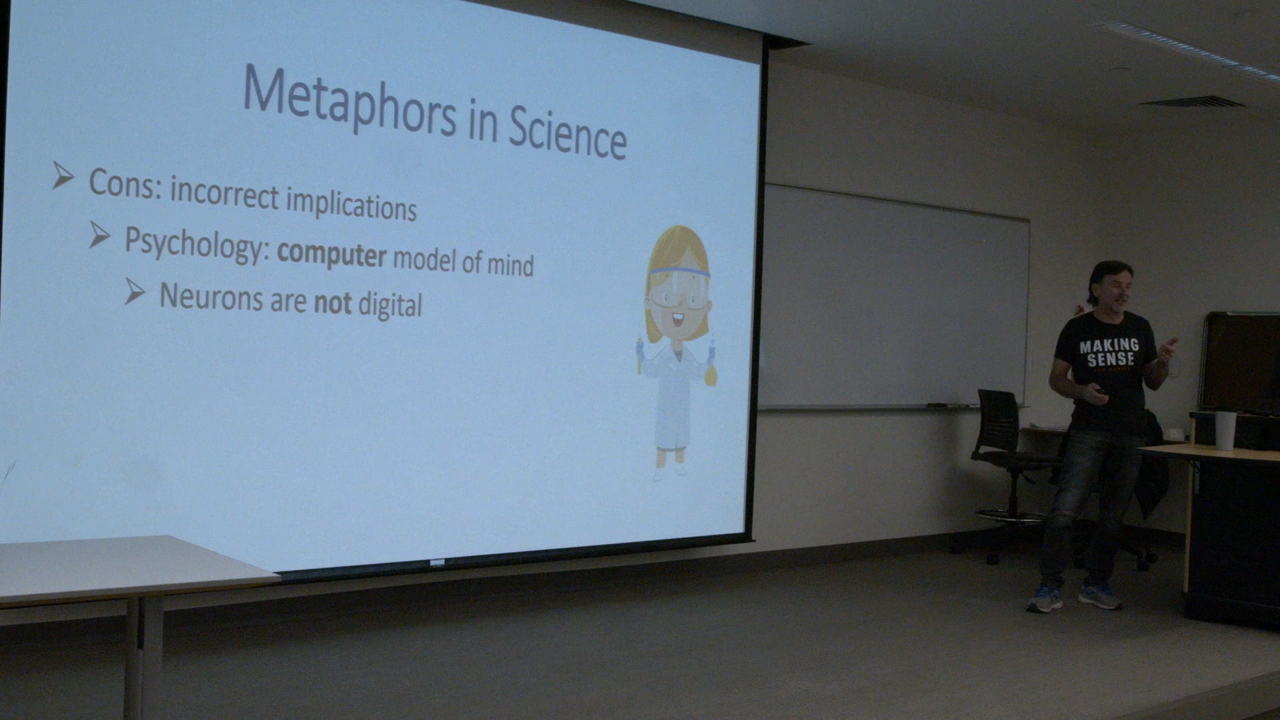 Metaphors in Science
Cons: incorrect implications
Psychology: computer model of mind
Neurons are not digital
MAKING
SENSE